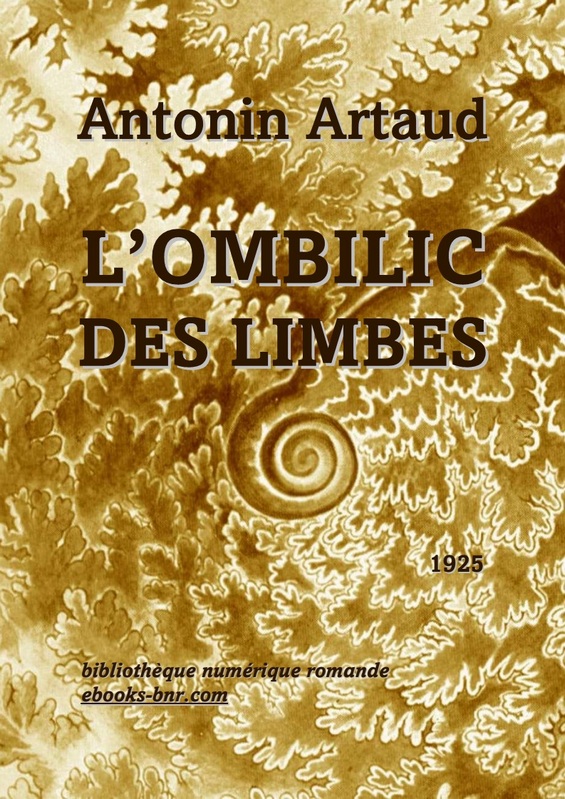 Antonin Artaud
L’OMBILIC
DES LIMBES
1925
bibliothèque numérique romande
ebooks-bnr.com